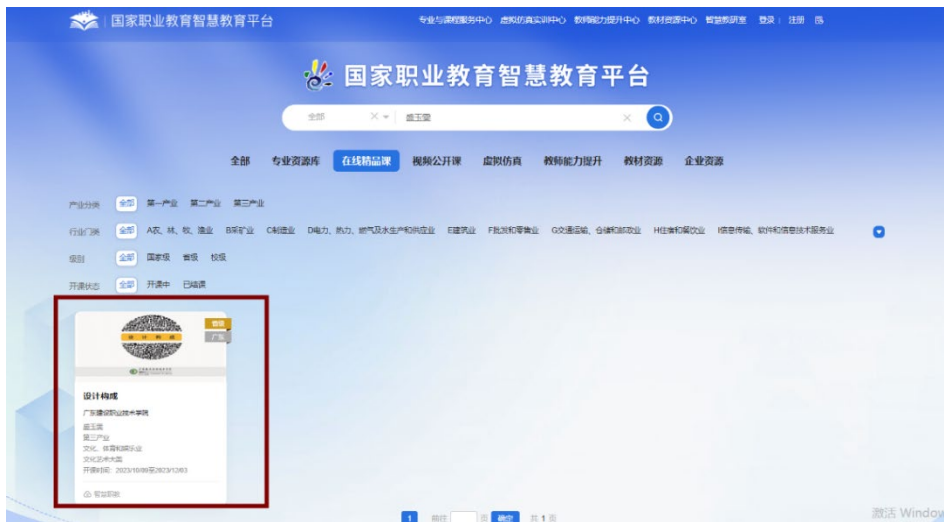 国家职业教育智慧教育平台
专业与课程服务中心 虚拟仿真实训中心 教师能力提升中心 教材资源中心 智慧教研室 登录 | 注册
国家职业教育智慧教育平台
全部 盛玉雯
全部 专业资源库 在线精品课 视频公开课 虚拟仿真 教师能力提升 教材资源 企业资源
产业分类 全部 第一产业 第二产业 第三产业
行业门类 全部 A农、林、牧、渔业 B采矿业 C制造业 D电力、热力、燃气及水生产和供应业 E建筑业 F批发和零售业 G交通运输、仓储和邮政业 H住宿和餐饮业 I信息传输、软件和信息技术服务业
级别 全部 国家级 省级 校级
开课状态 全部 开课中 已结课
省级
广东
设计构成
设计构成
广东建设职业技术学院
盛玉雯
第三产业
文化、体育和娱乐业
文化艺术大类
开课时间: 2023/10/09至2023/12/03
智慧职教
1 前往 页 确定 共 1 页
激活 Window